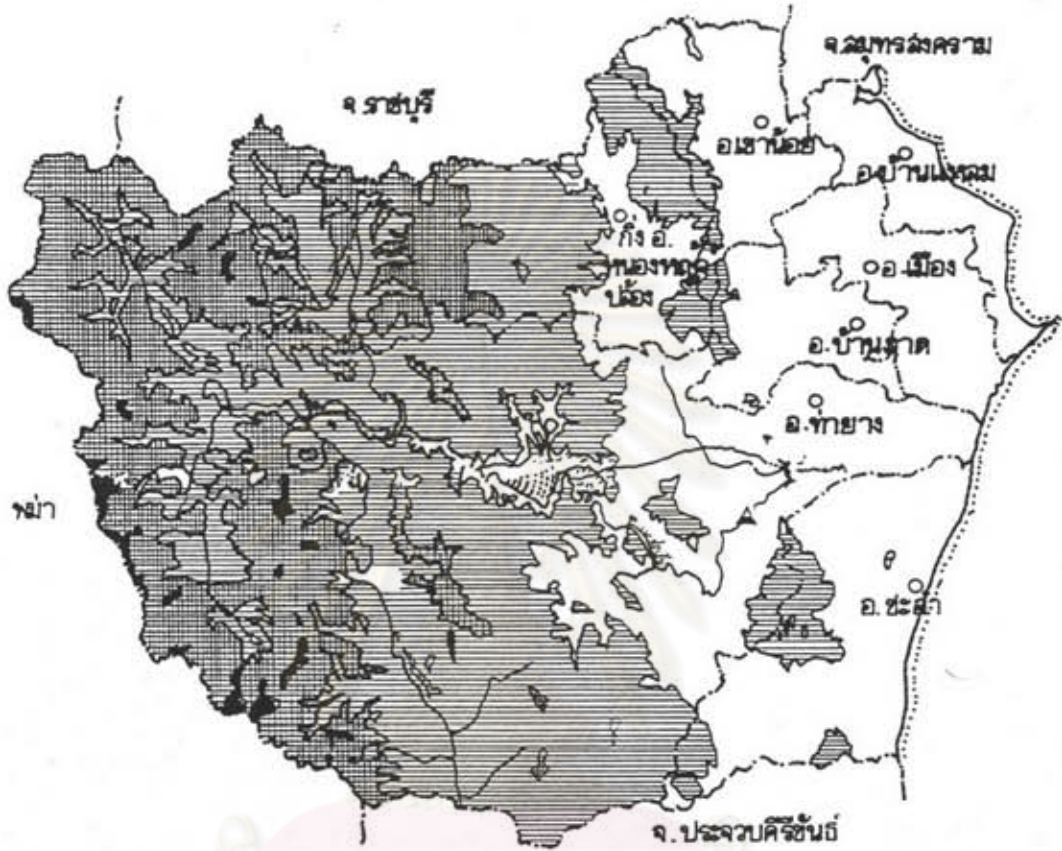 จ.สมุทรสงคราม
จ.ราชบุรี
อ.เขาน้อย
อ.บ้านแหลม
กิ่ง อ.
หนองหญ้า
ปล้อง
อ.เมือง
อ.บ้านลาด
อ.ท่ายาง
พม่า
อ.ชะอำ
จ.ประจวบคิรีขันธ์